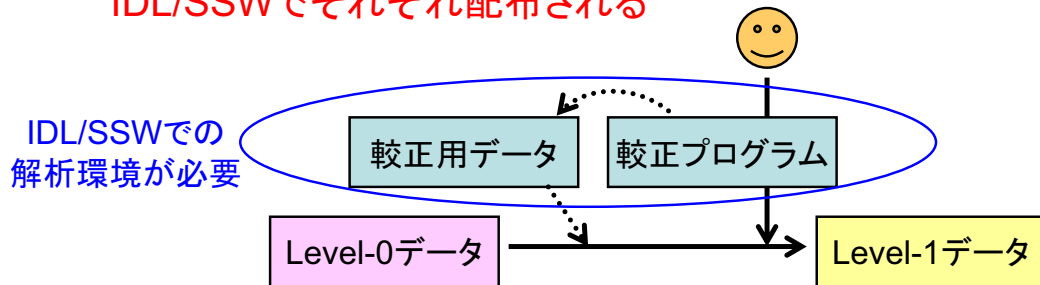 IDL/SSWでそれぞれ配布される
IDL/SSWでの
解析環境が必要
較正用データ
較正プログラム
Level-0データ
Level-1データ